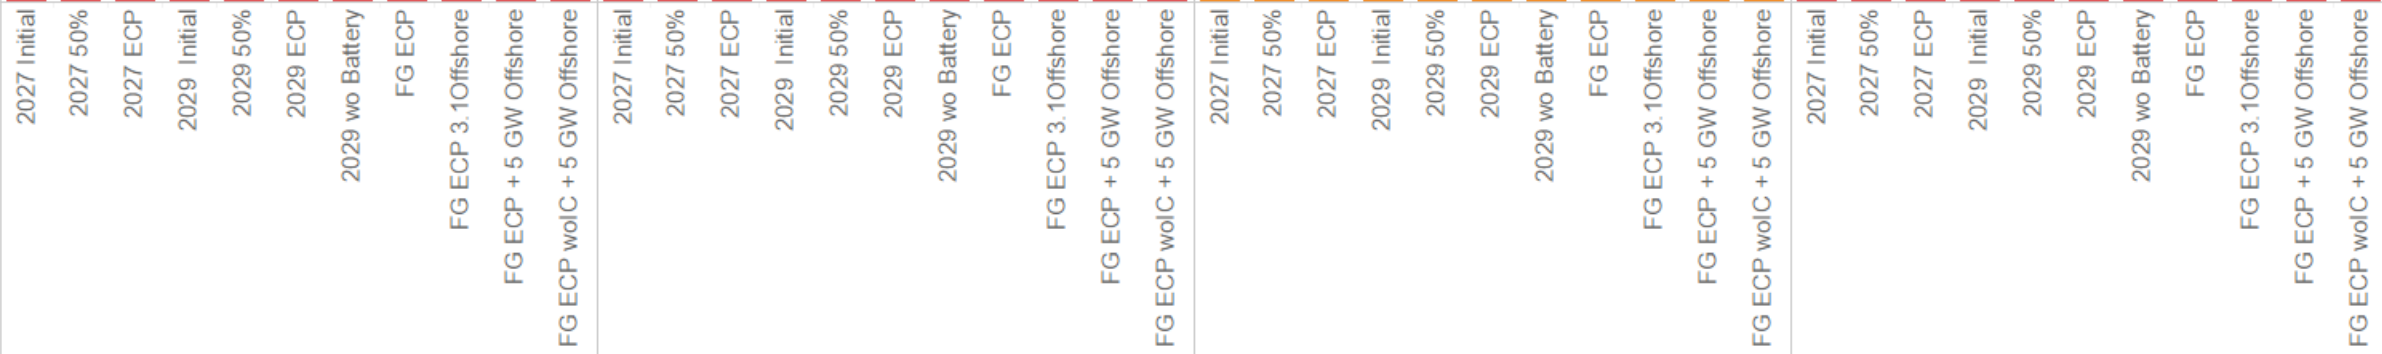 2027 Initial
2027 50%
2027 ECP
2029 Initial
2029 50%
2029 ECP
2029 wo Battery
FG ECP
FG ECP 3.1Offshore
FG ECP + 5 GW Offshore
FG ECP woIC + 5 GW Offshore
2027 Initial
2027 50%
2027 ECP
2029 Initial
2029 50%
2029 ECP
2029 wo Battery
FG ECP
FG ECP 3.1Offshore
FG ECP + 5 GW Offshore
FG ECP woIC + 5 GW Offshore
2027 Initial
2027 50%
2027 ECP
2029 Initial
2029 50%
2029 ECP
2029 wo Battery
FG ECP
FG ECP 3.1Offshore
FG ECP + 5 GW Offshore
FG ECP woIC + 5 GW Offshore
2027 Initial
2027 50%
2027 ECP
2029 Initial
2029 50%
2029 ECP
2029 wo Battery
FG ECP
FG ECP 3.1Offshore
FG ECP + 5 GW Offshore
FG ECP woIC + 5 GW Offshore